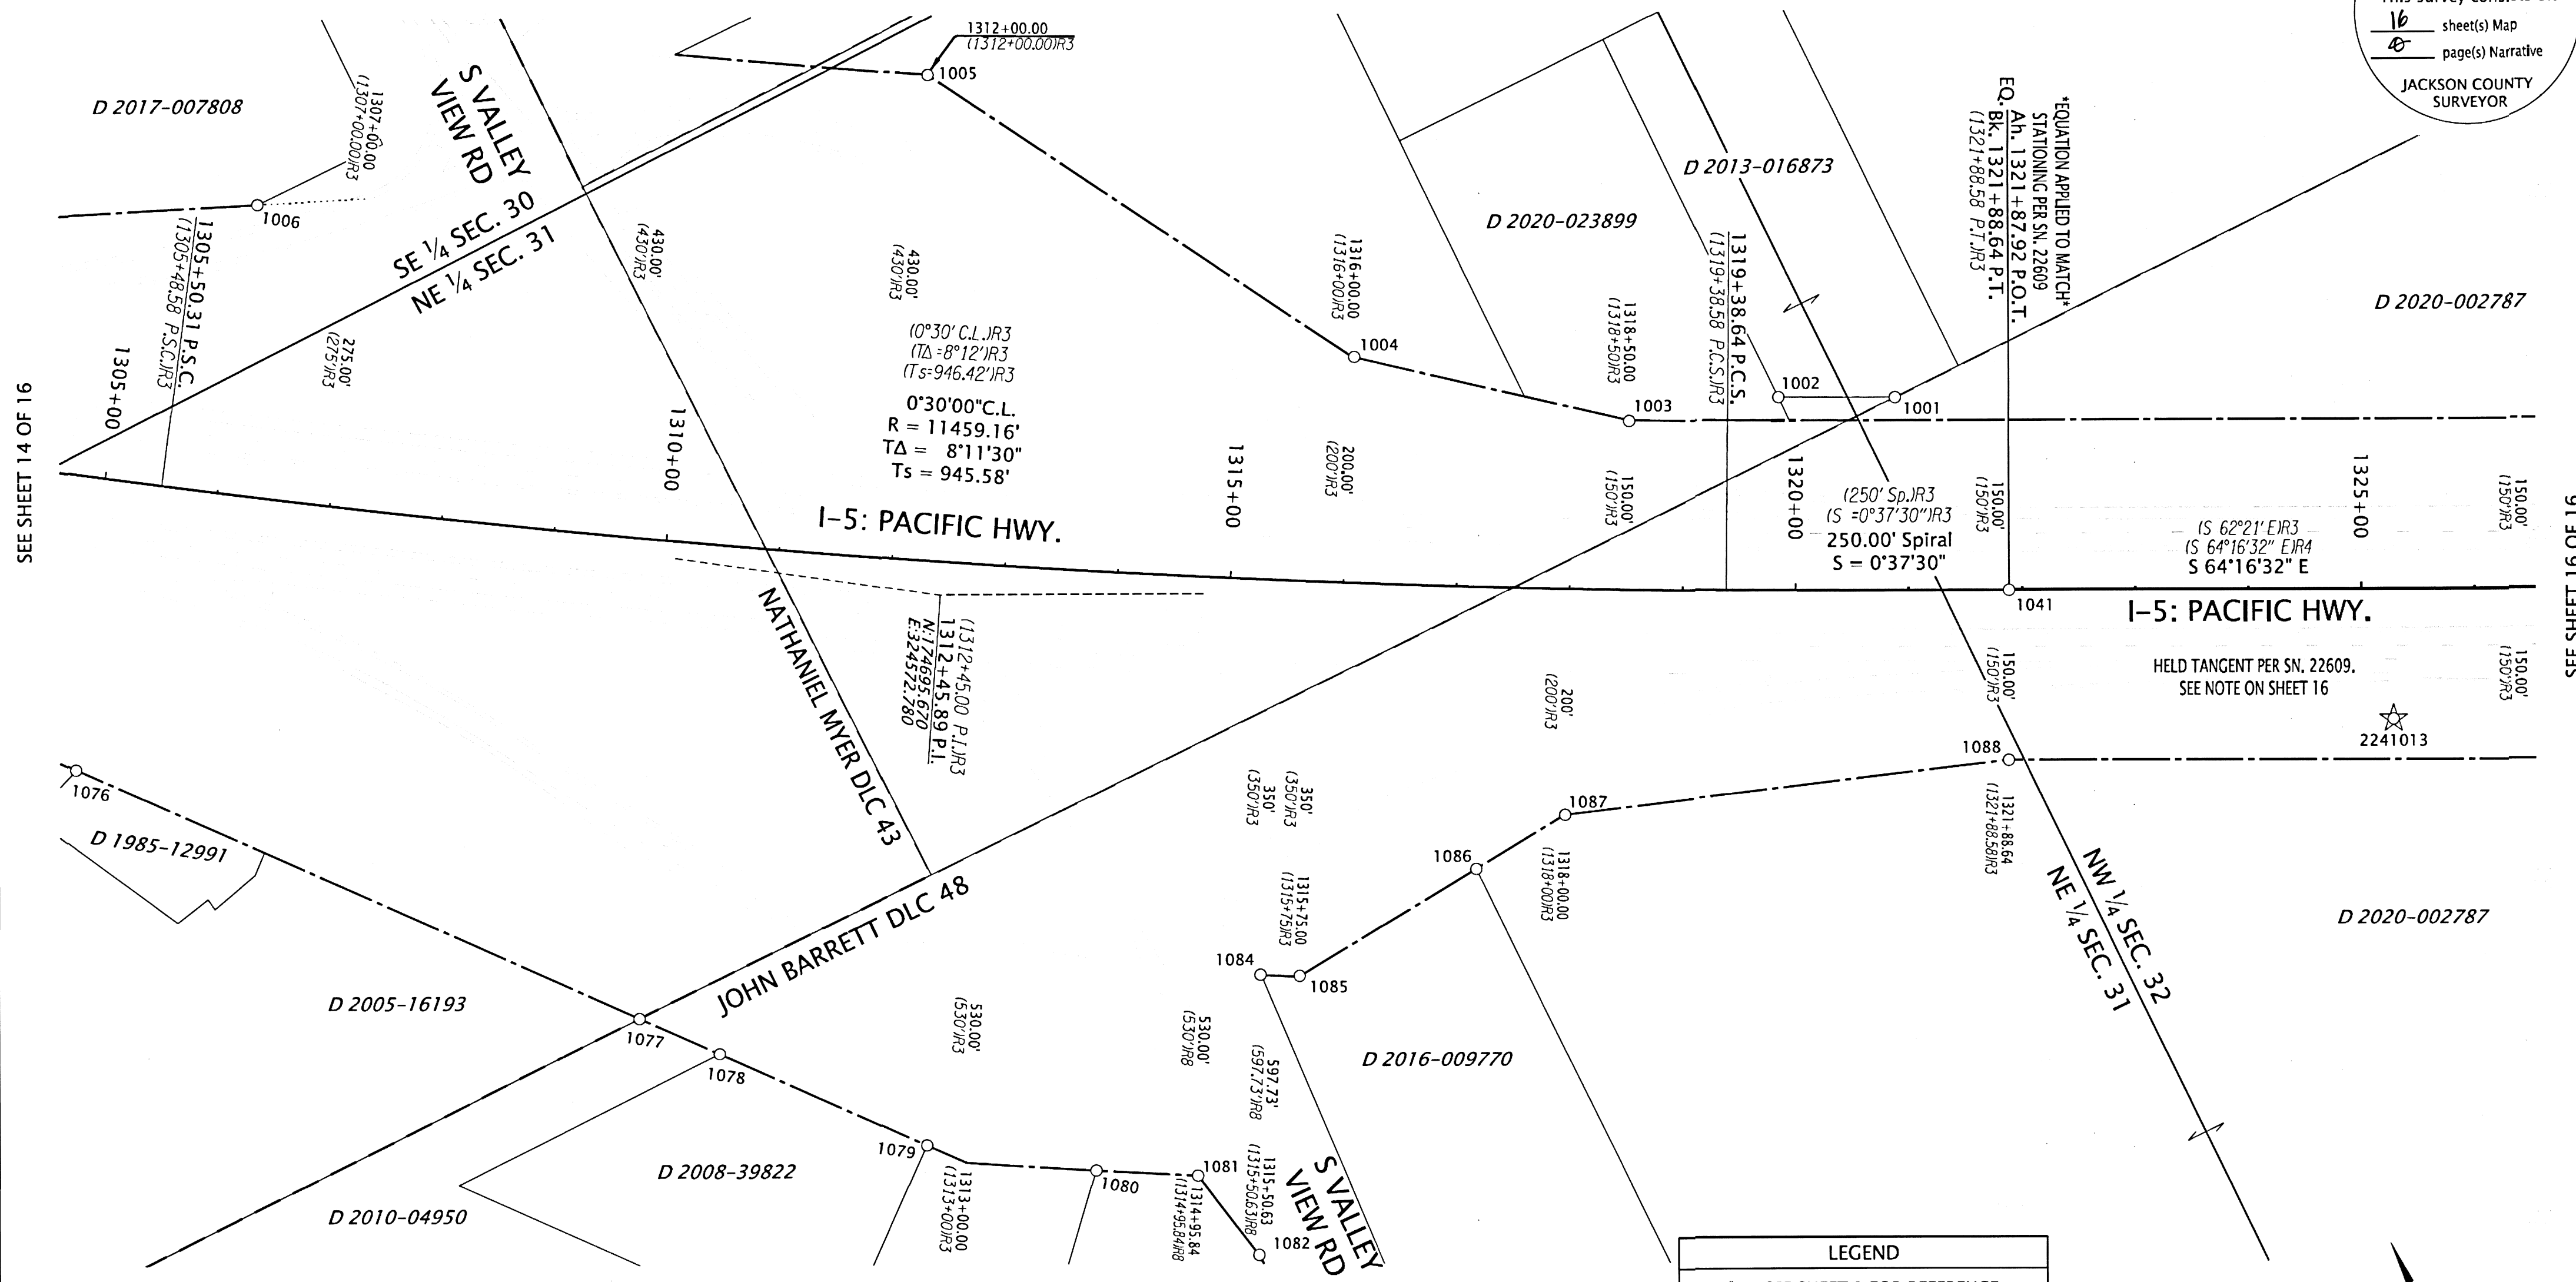 This survey consists of:
16 sheet(s) Map
0 page(s) Narrative
JACKSON COUNTY
SURVEYOR
1312+00.00
(1312+00.00)R3
1005
S VALLEY
VIEW RD
D 2017-007808
1307+00.00
(1307+00.00)R3
1006
SE 1/4 SEC. 30
NE 1/4 SEC. 31
1305+50.31 P.S.C.
(1305+48.58 P.S.C.)R3
1305+00
275.00'
(275')R3
430.00'
(430')R3
430.00'
(430')R3
(0°30' C.L.)R3
(TΔ =8°12')R3
(Ts=946.42')R3
0°30'00"C.L.
R = 11459.16'
TΔ = 8°11'30"
Ts = 945.58'
1310+00
1315+00
1316+00.00
(1316+00)R3
1004
200.00'
(200')R3
D 2020-023899
D 2013-016873
1318+50.00
(1318+50)R3
1003
150.00'
(150')R3
1319+38.64 P.C.S.
(1319+38.58 P.C.S.)R3
1002
1001
*EQUATION APPLIED TO MATCH*
STATIONING PER SN. 22609
EQ. Ah. 1321+87.92 P.O.T.
Bk. 1321+88.64 P.T.
(1321+88.58 P.T.)R3
D 2020-002787
1320+00
(250' Sp.)R3
(S =0°37'30")R3
250.00' Spiral
S = 0°37'30"
150.00'
(150')R3
(S 62°21' E)R3
(S 64°16'32" E)R4
S 64°16'32" E
1325+00
150.00'
(150')R3
SEE SHEET 14 OF 16
SEE SHEET 16 OF 16
I-5: PACIFIC HWY.
1041
I-5: PACIFIC HWY.
NATHANIEL MYER DLC 43
(1312+45.00 P.I.)R3
1312+45.89 P.I.
N:174695.670
E:324572.780
200'
(200')R3
150.00'
(150')R3
HELD TANGENT PER SN. 22609.
SEE NOTE ON SHEET 16
150.00'
(150')R3
2241013
1088
1321+88.64
(1321+88.58)R3
1076
D 1985-12991
350'
(350')R3
350'
(350')R3
1087
1086
1318+00.00
(1318+00)R3
1315+75.00
(1315+75)R3
JOHN BARRETT DLC 48
NW 1/4 SEC. 32
NE 1/4 SEC. 31
D 2020-002787
1084
1085
D 2005-16193
1077
1078
530.00'
(530')R3
530.00'
(530')R8
597.73'
(597.73')R8
D 2016-009770
1079
1313+00.00
(1313+00)R3
1080
1081
1314+95.84
(1314+95.84)R8
1315+50.63
(1315+50.63)R8
1082
S VALLEY
VIEW RD
D 2008-39822
D 2010-04950
LEGEND